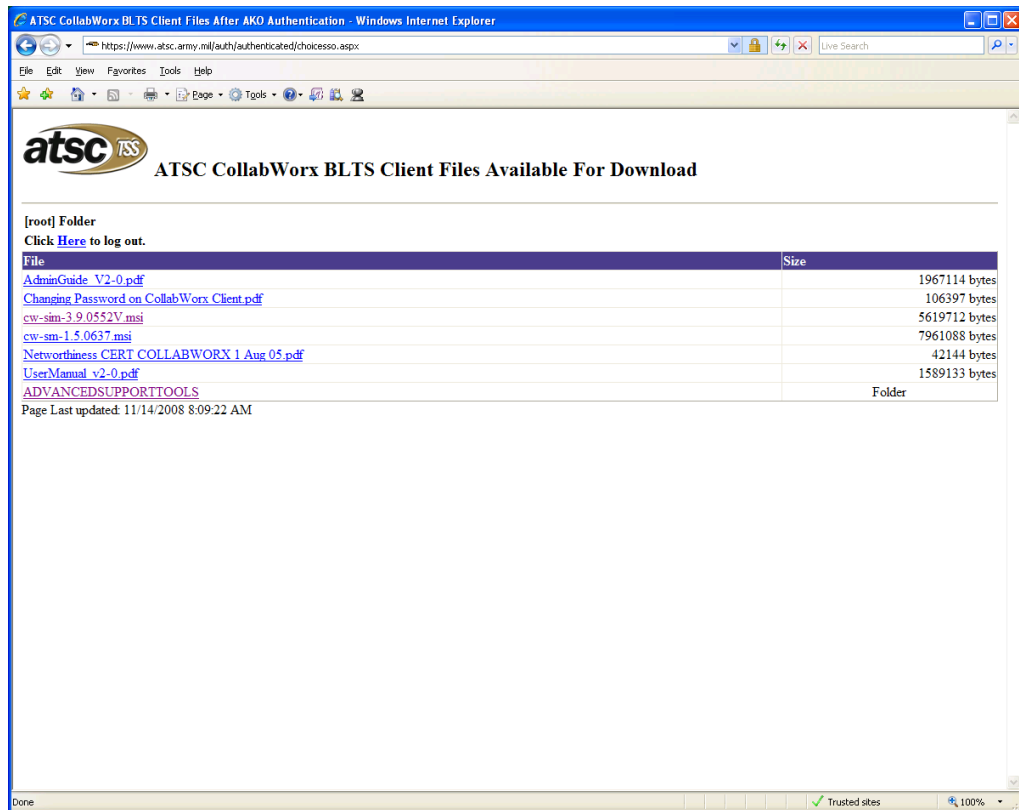 ATSC CollabWorx BLTS Client Files After AKO Authentication - Windows Internet Explorer
https://www.atsc.army.mil/auth/authenticated/choicesso.aspx
Live Search
File Edit View Favorites Tools Help
Page Tools
atsc TSS
ATSC CollabWorx BLTS Client Files Available For Download
[root] Folder
Click Here to log out.
File Size
AdminGuide_V2-0.pdf 1967114 bytes
Changing Password on CollabWorx Client.pdf 106397 bytes
cw-sim-3.9.0552V.msi 5619712 bytes
cw-sm-1.5.0637.msi 7961088 bytes
Networthiness CERT COLLABWORX 1 Aug 05.pdf 42144 bytes
UserManual_v2-0.pdf 1589133 bytes
ADVANCEDSUPPORTTOOLS Folder
Page Last updated: 11/14/2008 8:09:22 AM
Done Trusted sites 100%